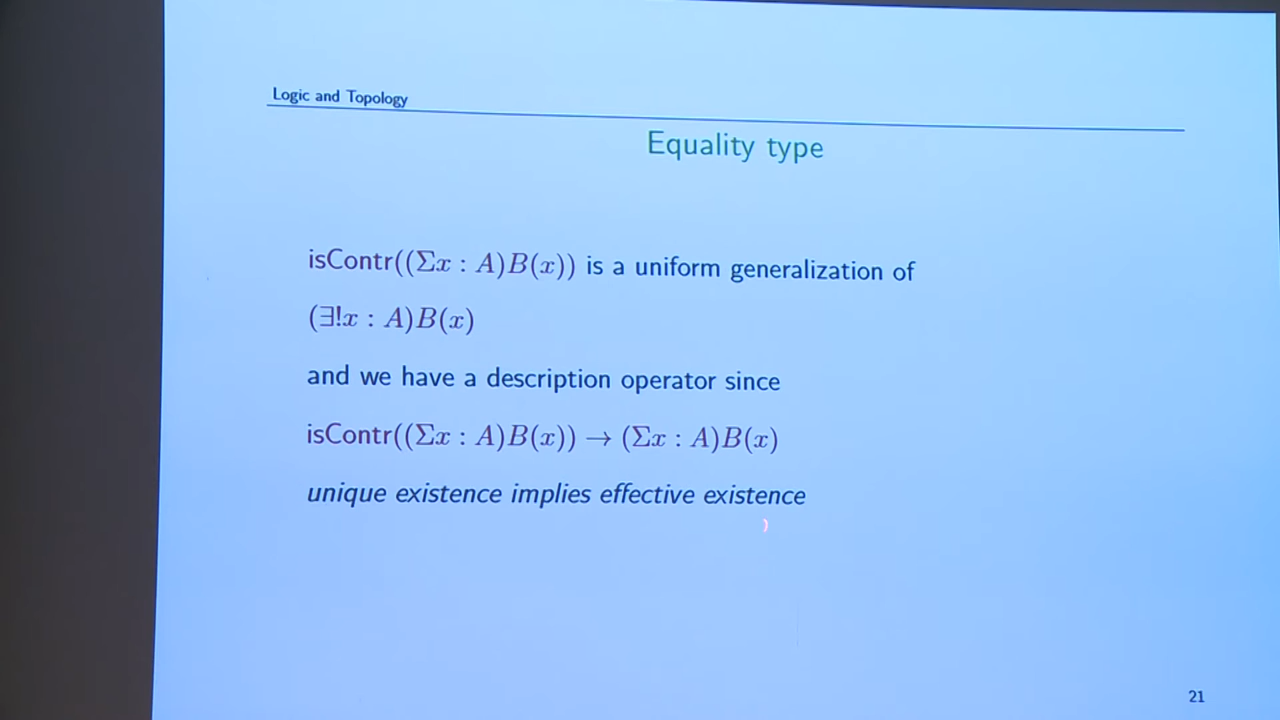 Logic and Topology
Equality type
isContr((Σx : A)B(x)) is a uniform generalization of
(∃!x : A)B(x)
and we have a description operator since
isContr((Σx : A)B(x)) → (Σx : A)B(x)
unique existence implies effective existence
21